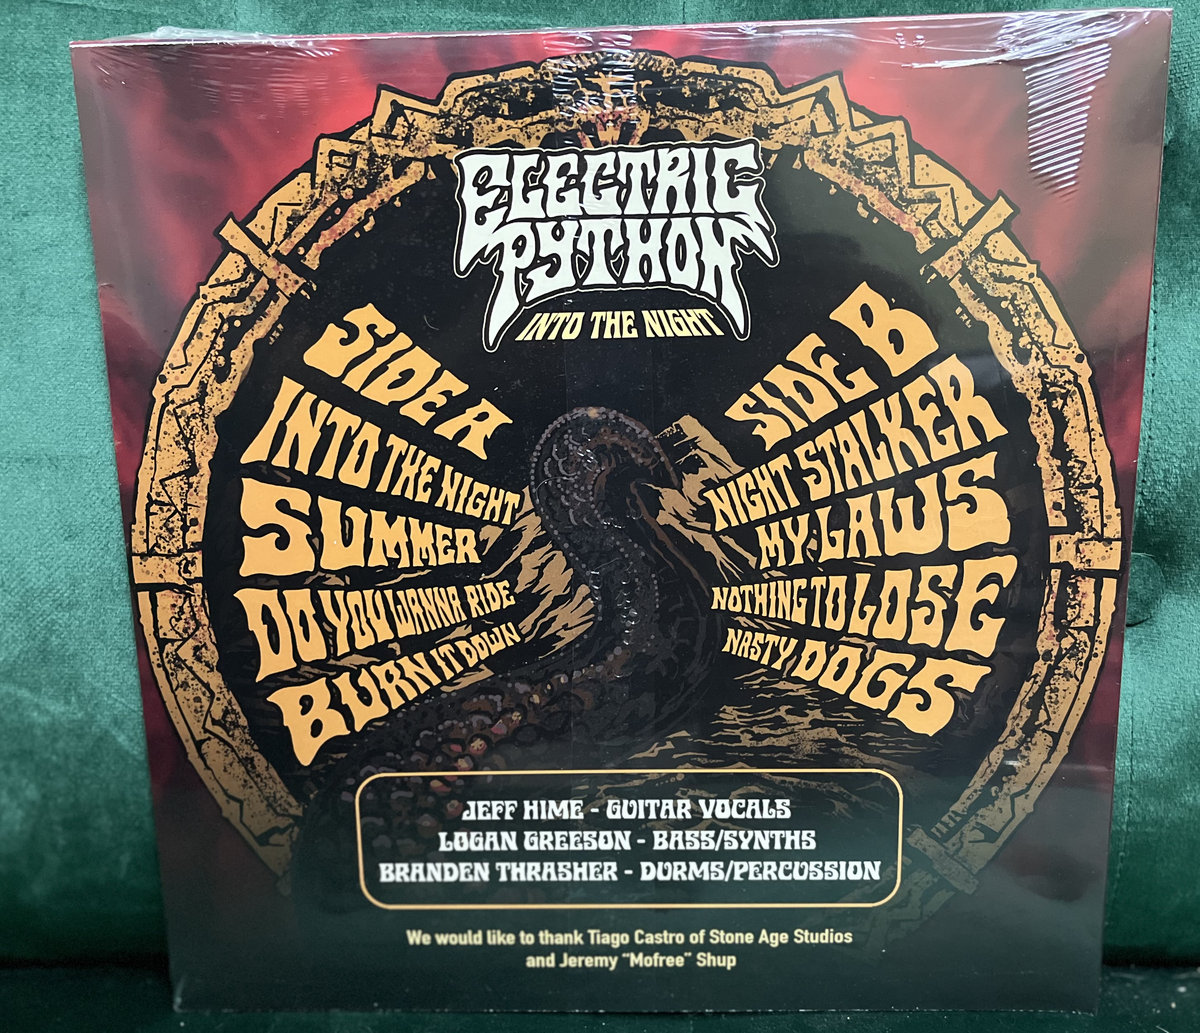 ELECTRIC
PYTHON
INTO THE NIGHT
SIDE A
INTO THE NIGHT
SUMMER
DO YOU WANNA RIDE
BURN IT DOWN
SIDE B
NIGHT STALKER
MY LAWS
NOTHING TO LOSE
NASTY DOGS
JEFF HIME - GUITAR VOCALS
LOGAN GREESON - BASS/SYNTHS
BRANDEN THRASHER - DURMS/PERCUSSION
We would like to thank Tiago Castro of Stone Age Studios
and Jeremy “Mofree” Shup